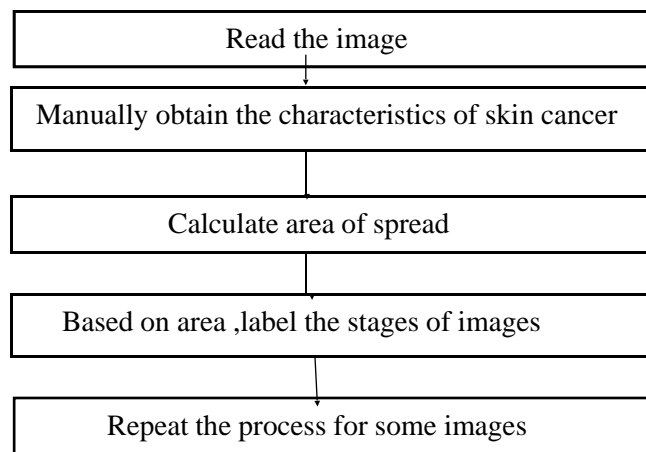 Read the image
Manually obtain the characteristics of skin cancer
Calculate area of spread
Based on area ,label the stages of images
Repeat the process for some images